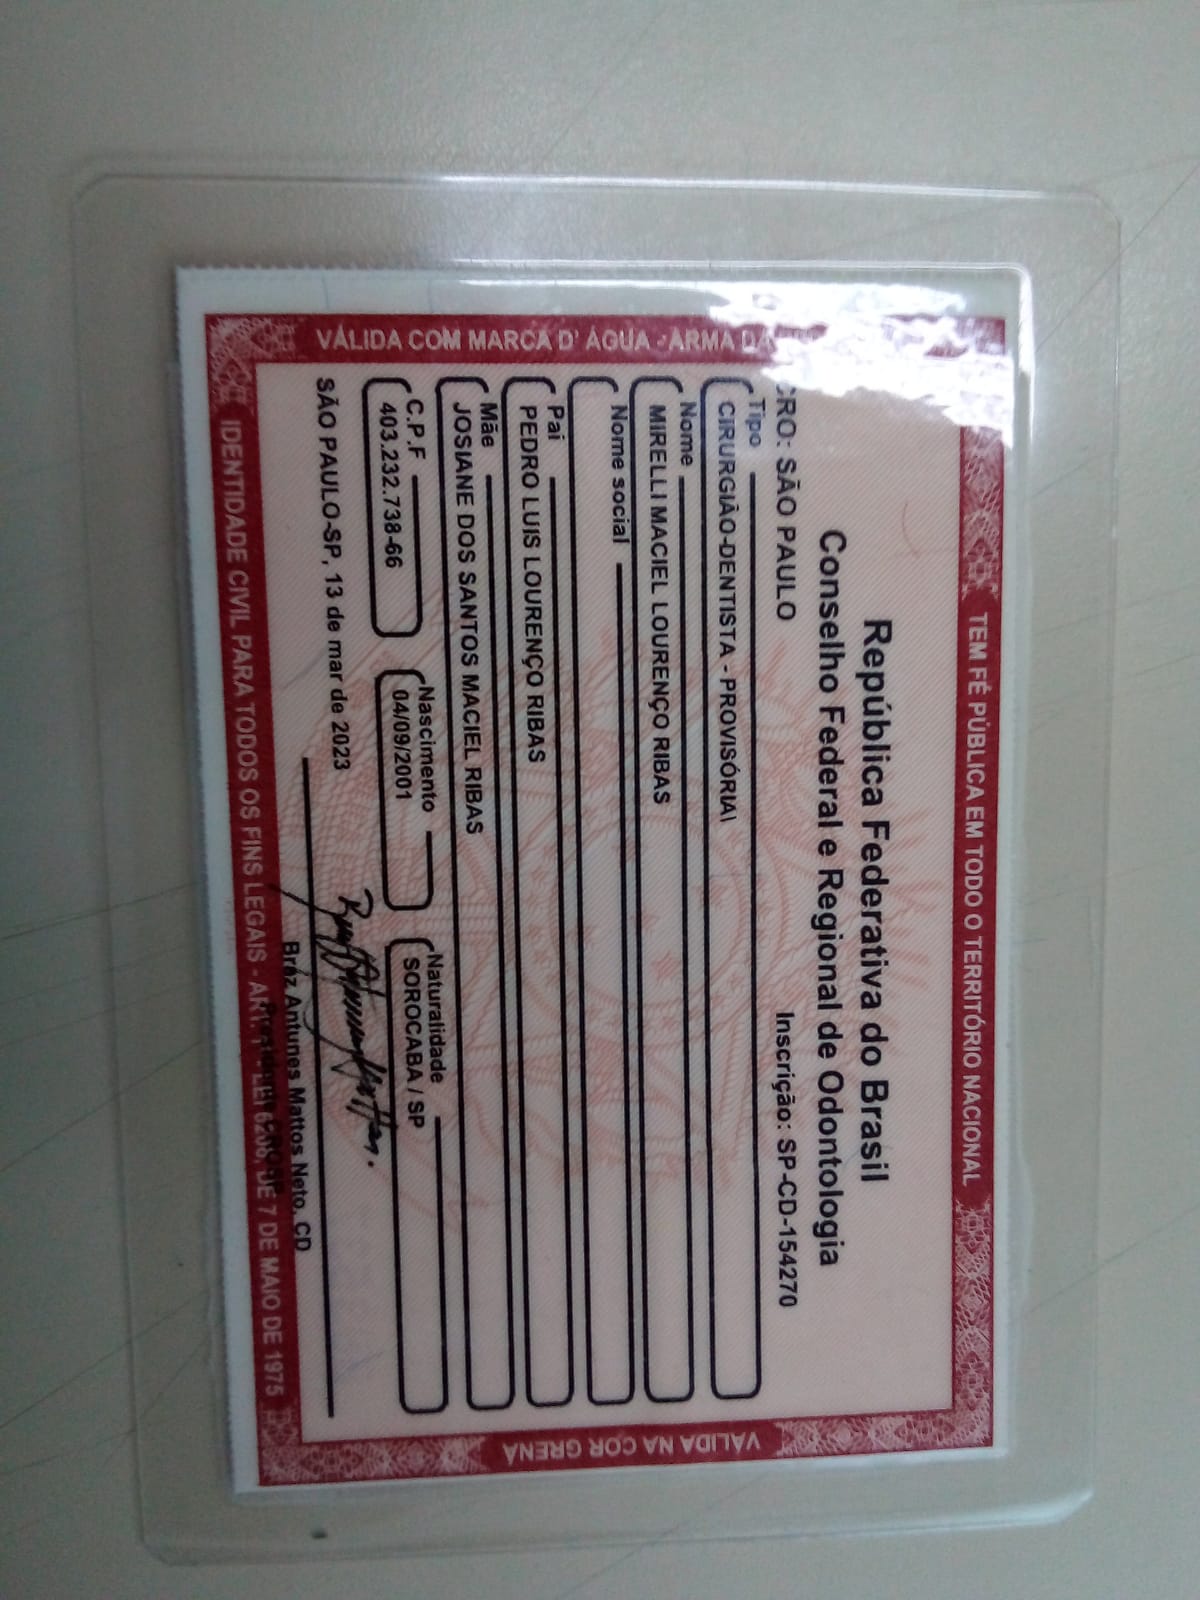 TEM FÉ PÚBLICA EM TODO O TERRITÓRIO NACIONAL
VÁLIDA COM MARCA D' ÁGUA - ARMA DA
República Federativa do Brasil
Conselho Federal e Regional de Odontologia
CRO: SÃO PAULO Inscrição: SP-CD-154270
Tipo
CIRURGIÃO-DENTISTA - PROVISÓRIA
Nome
MIRELLI MACIEL LOURENÇO RIBAS
Nome social
Pai
PEDRO LUIS LOURENÇO RIBAS
Mãe
JOSIANE DOS SANTOS MACIEL RIBAS
C.P.F Nascimento Naturalidade
403.232.738-66 04/09/2001 SOROCABA / SP
SÃO PAULO-SP, 13 de mar de 2023
Braz Antunes Mattos Neto, CD
IDENTIDADE CIVIL PARA TODOS OS FINS LEGAIS - ART. 1 - LEI 6206, DE 7 DE MAIO DE 1975
VÁLIDA NA COR GRENÁ